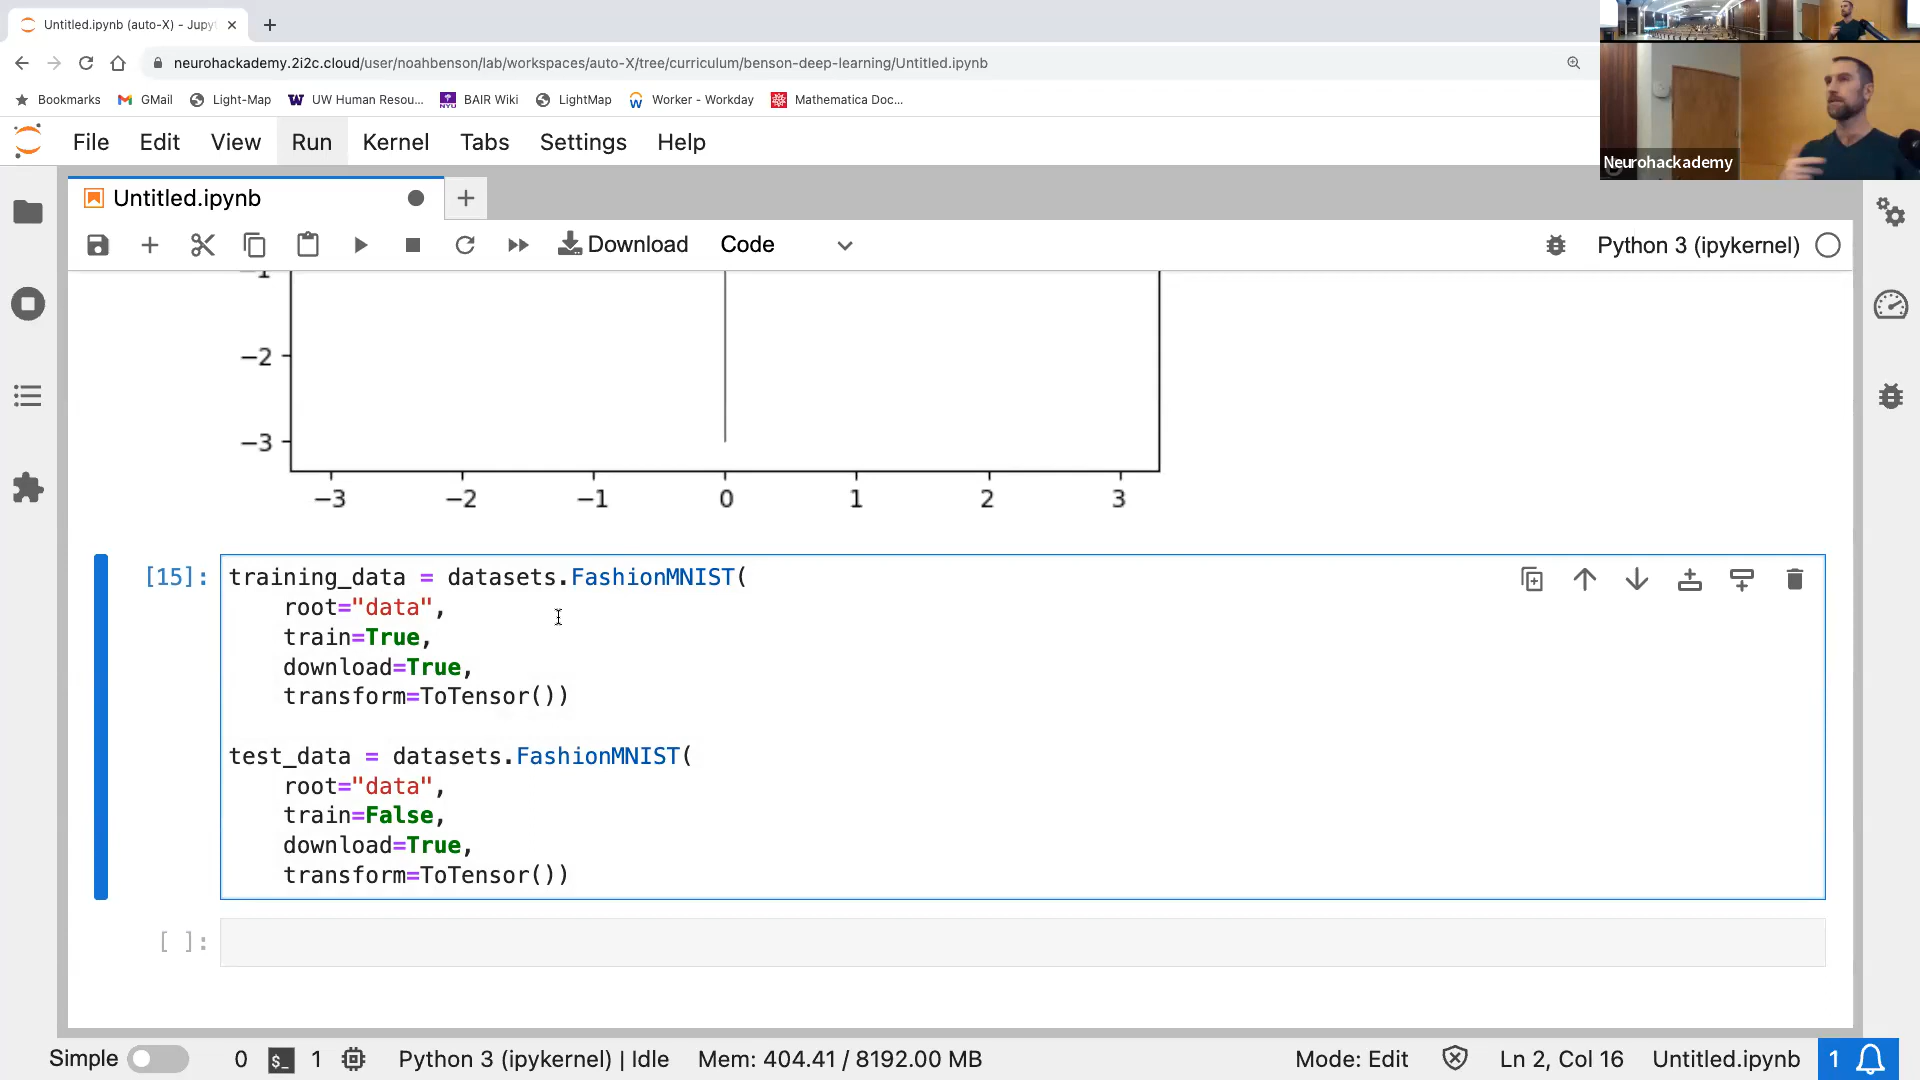 Untitled.ipynb (auto-X) - Jupyt
neurohackademy.2i2c.cloud/user/noahbenson/lab/workspaces/auto-X/tree/curriculum/benson-deep-learning/Untitled.ipynb
Bookmarks GMail Light-Map UW Human Resou... BAIR Wiki LightMap Worker - Workday Mathematica Doc...
Neurohackademy
File Edit View Run Kernel Tabs Settings Help
Untitled.ipynb
Download Code Python 3 (ipykernel)
−1
−2
−3
−3 −2 −1 0 1 2 3
[15]: training_data = datasets.FashionMNIST(
root="data",
train=True,
download=True,
transform=ToTensor())
test_data = datasets.FashionMNIST(
root="data",
train=False,
download=True,
transform=ToTensor())
[ ]:
Simple 0 $_ 1 Python 3 (ipykernel) | Idle Mem: 404.41 / 8192.00 MB Mode: Edit Ln 2, Col 16 Untitled.ipynb 1